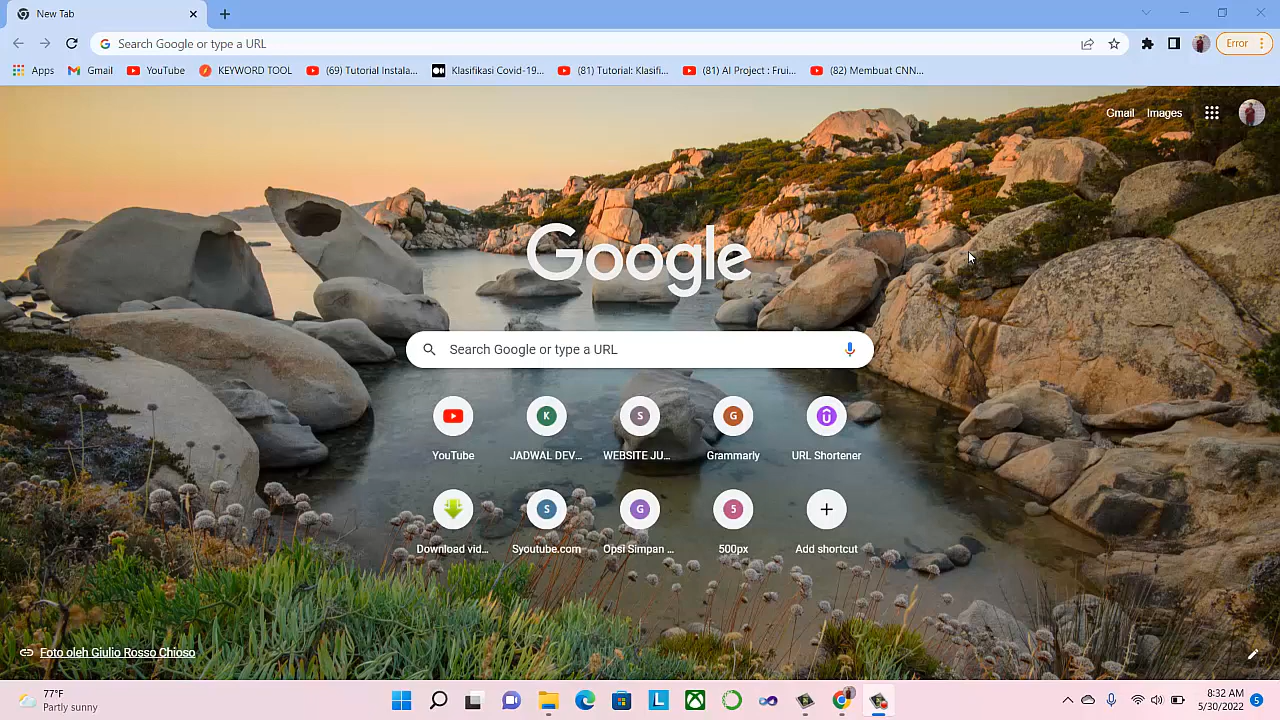 New Tab
Search Google or type a URL
Error
Apps
Gmail
YouTube
KEYWORD TOOL
(69) Tutorial Instala...
Klasifikasi Covid-19...
(81) Tutorial: Klasifi...
(81) AI Project : Frui...
(82) Membuat CNN...
Gmail
Images
Google
Search Google or type a URL
YouTube
K
JADWAL DEV...
S
WEBSITE JU...
G
Grammarly
URL Shortener
Download vid...
S
Syoutube.com
G
Opsi Simpan ...
5
500px
Add shortcut
Foto oleh Giulio Rosso Chioso
77°F
Partly sunny
L
8:32 AM
5/30/2022
5